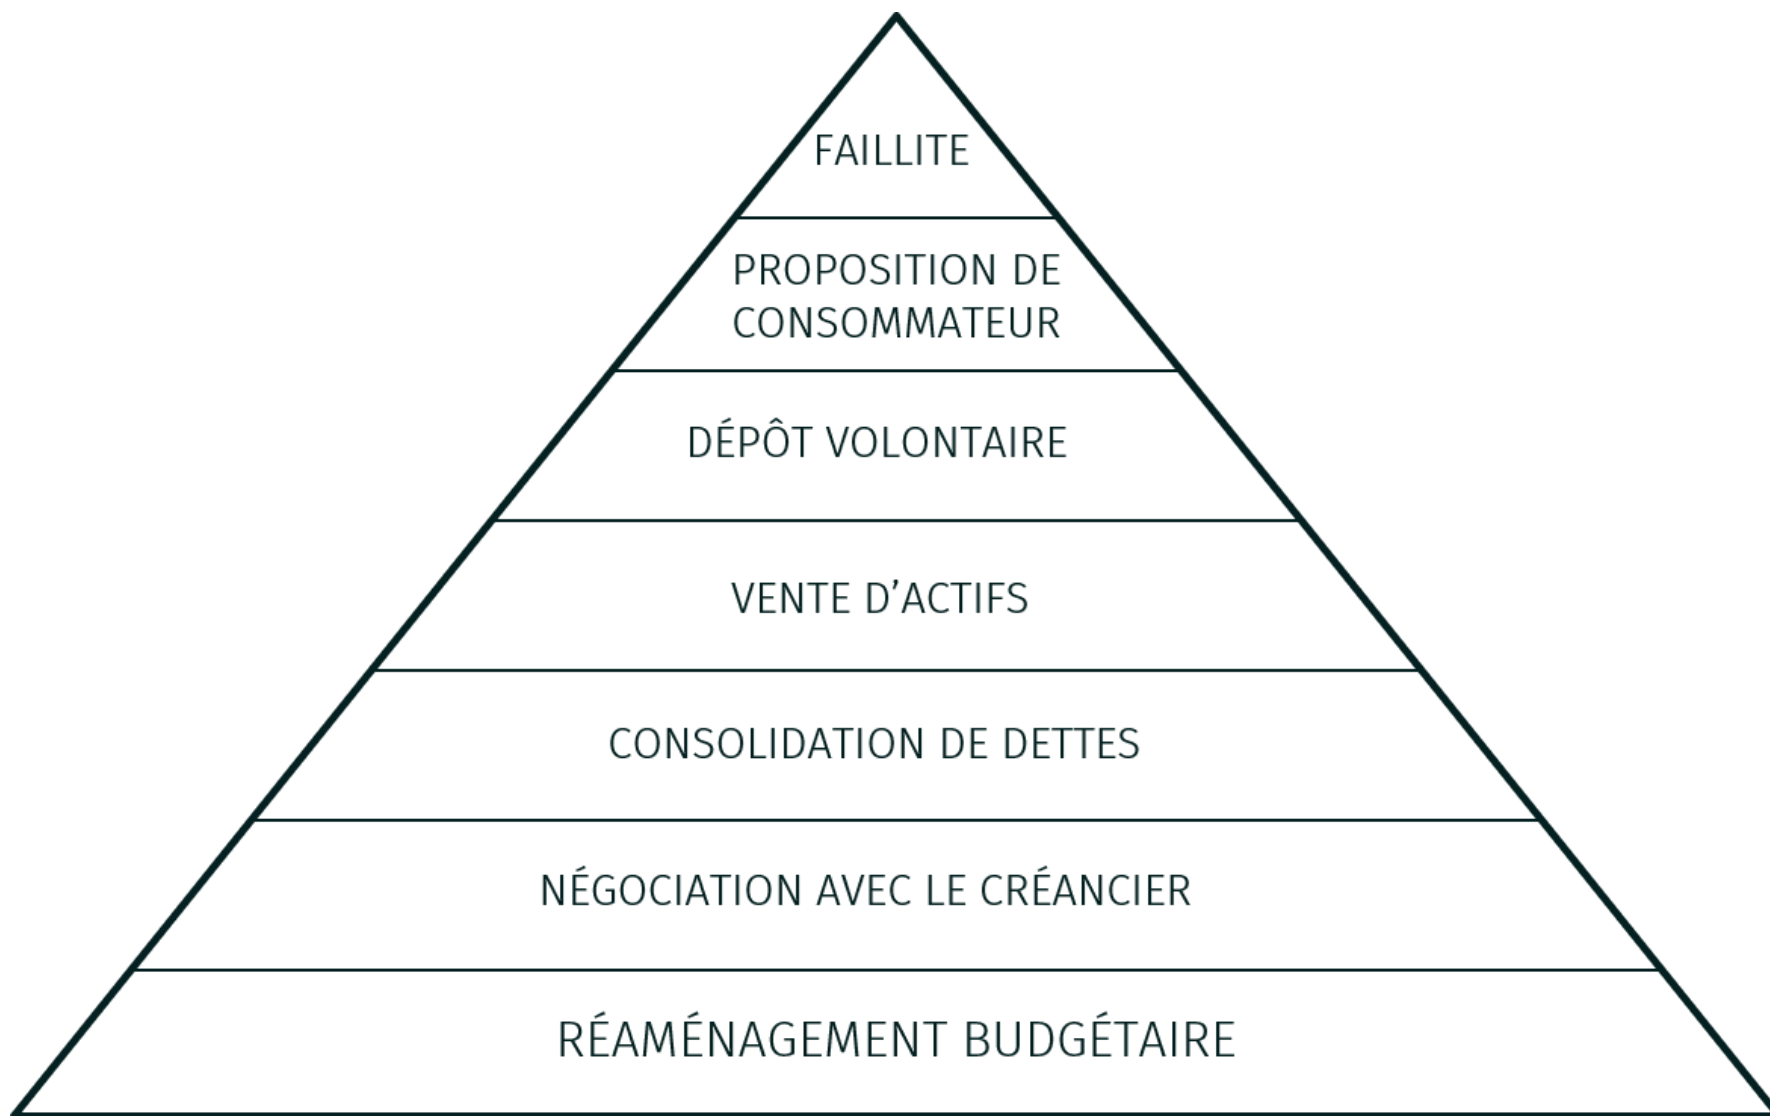 FAILLITE
PROPOSITION DE
CONSOMMATEUR
DÉPÔT VOLONTAIRE
VENTE D’ACTIFS
CONSOLIDATION DE DETTES
NÉGOCIATION AVEC LE CRÉANCIER
RÉAMÉNAGEMENT BUDGÉTAIRE